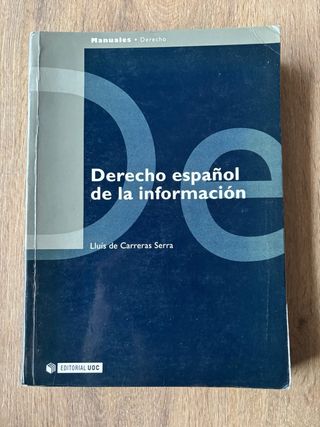 Manuales • Derecho
De
Derecho español
de la información
Lluís de Carreras Serra
EDITORIAL UOC